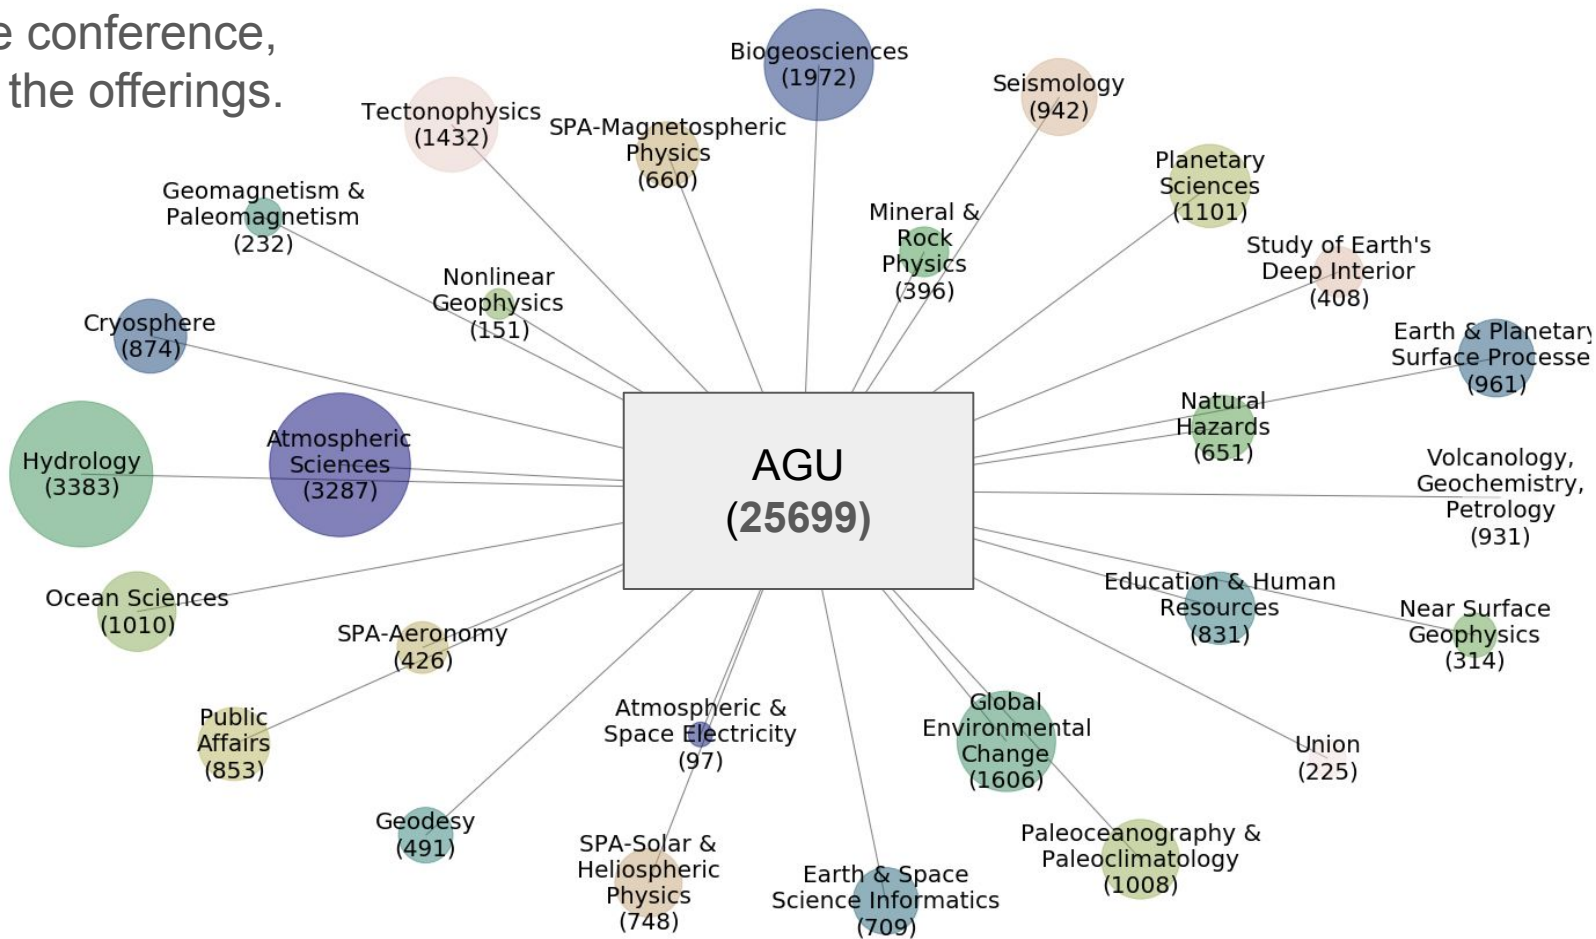 e conference,
the offerings.
Biogeosciences
(1972)
Seismology
(942)
Tectonophysics
(1432)
SPA-Magnetospheric
Physics
(660)
Planetary
Sciences
(1101)
Geomagnetism &
Paleomagnetism
(232)
Mineral &
Rock
Physics
(396)
Study of Earth's
Deep Interior
(408)
Nonlinear
Geophysics
(151)
Cryosphere
(874)
Earth & Planetary
Surface Processe
(961)
Natural
Hazards
(651)
Hydrology
(3383)
Atmospheric
Sciences
(3287)
AGU
(25699)
Volcanology,
Geochemistry,
Petrology
(931)
Ocean Sciences
(1010)
SPA-Aeronomy
(426)
Education & Human
Resources
(831)
Near Surface
Geophysics
(314)
Public
Affairs
(853)
Atmospheric &
Space Electricity
(97)
Global
Environmental
Change
(1606)
Union
(225)
Geodesy
(491)
SPA-Solar &
Heliospheric
Physics
(748)
Earth & Space
Science Informatics
(709)
Paleoceanography &
Paleoclimatology
(1008)